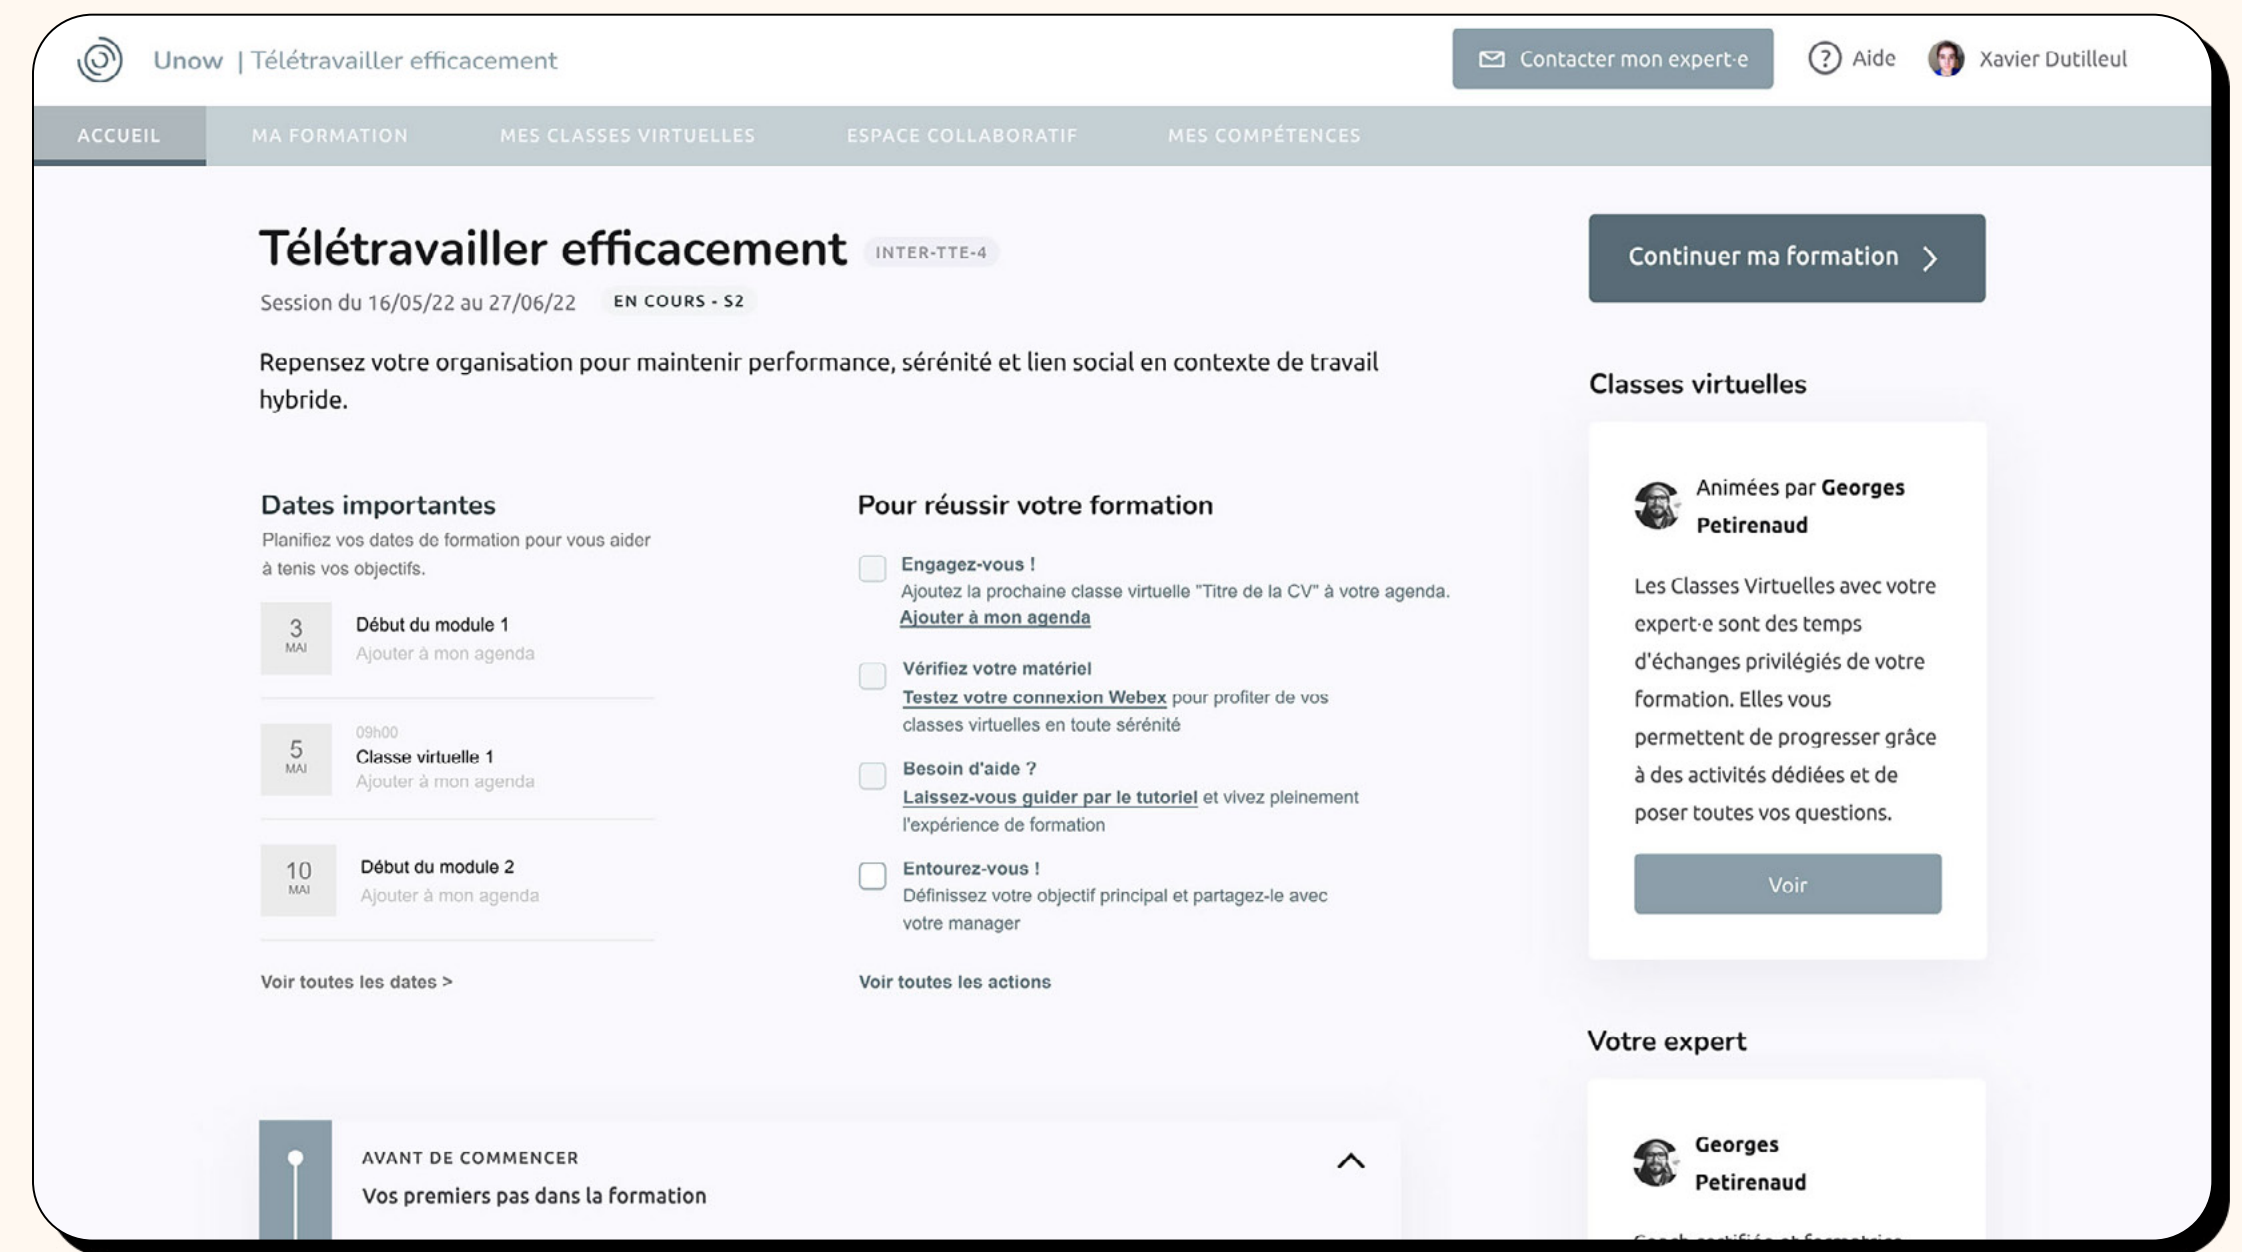 Unow | Télétravailler efficacement
Contacter mon expert·e
Aide
Xavier Dutilleul
ACCUEIL
MA FORMATION
MES CLASSES VIRTUELLES
ESPACE COLLABORATIF
MES COMPÉTENCES
Télétravailler efficacement INTER-TTE-4
Session du 16/05/22 au 27/06/22 EN COURS - S2
Repensez votre organisation pour maintenir performance, sérénité et lien social en contexte de travail
hybride.
Dates importantes
Planifiez vos dates de formation pour vous aider
à tenis vos objectifs.
3
MAI
Début du module 1
Ajouter à mon agenda
5
MAI
09h00
Classe virtuelle 1
Ajouter à mon agenda
10
MAI
Début du module 2
Ajouter à mon agenda
Voir toutes les dates >
Pour réussir votre formation
Engagez-vous !
Ajoutez la prochaine classe virtuelle "Titre de la CV" à votre agenda.
Ajouter à mon agenda
Vérifiez votre matériel
Testez votre connexion Webex pour profiter de vos
classes virtuelles en toute sérénité
Besoin d'aide ?
Laissez-vous guider par le tutoriel et vivez pleinement
l'expérience de formation
Entourez-vous !
Définissez votre objectif principal et partagez-le avec
votre manager
Voir toutes les actions
AVANT DE COMMENCER
Vos premiers pas dans la formation
Continuer ma formation
Classes virtuelles
Animées par Georges
Petirenaud
Les Classes Virtuelles avec votre
expert·e sont des temps
d'échanges privilégiés de votre
formation. Elles vous
permettent de progresser grâce
à des activités dédiées et de
poser toutes vos questions.
Voir
Votre expert
Georges
Petirenaud